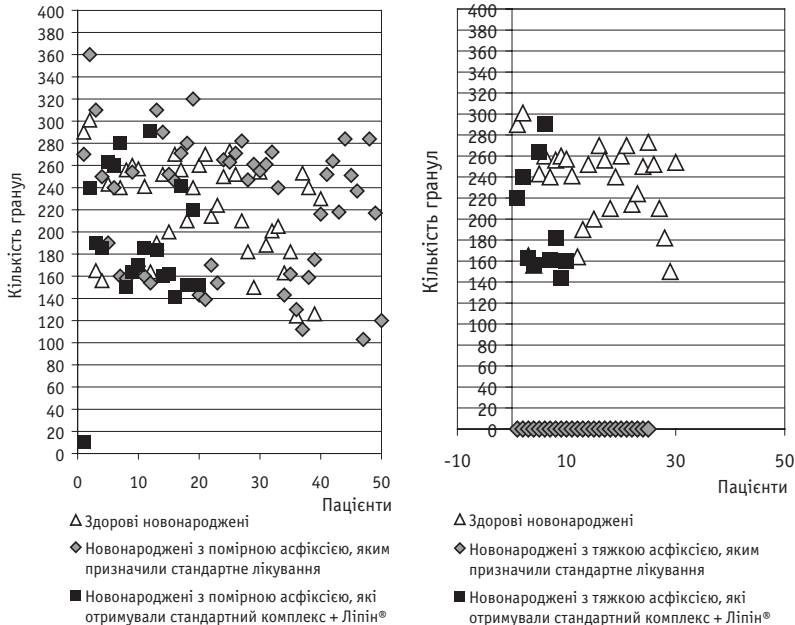 Кількість гранул
400
380
360
340
320
300
280
260
240
220
200
180
160
140
120
100
80
60
40
20
0
0 10 20 30 40 50
Пацієнти
Здорові новонароджені
Новонароджені з помірною асфіксією, яким
призначили стандартне лікування
Новонароджені з помірною асфіксією, які
отримували стандартний комплекс + Ліпін®
Кількість гранул
400
380
360
340
320
300
280
260
240
220
200
180
160
140
120
100
80
60
40
20
0
-10 10 30 50
Пацієнти
Здорові новонароджені
Новонароджені з тяжкою асфіксією, яким
призначили стандартне лікування
Новонароджені з тяжкою асфіксією, які
отримували стандартний комплекс + Ліпін®